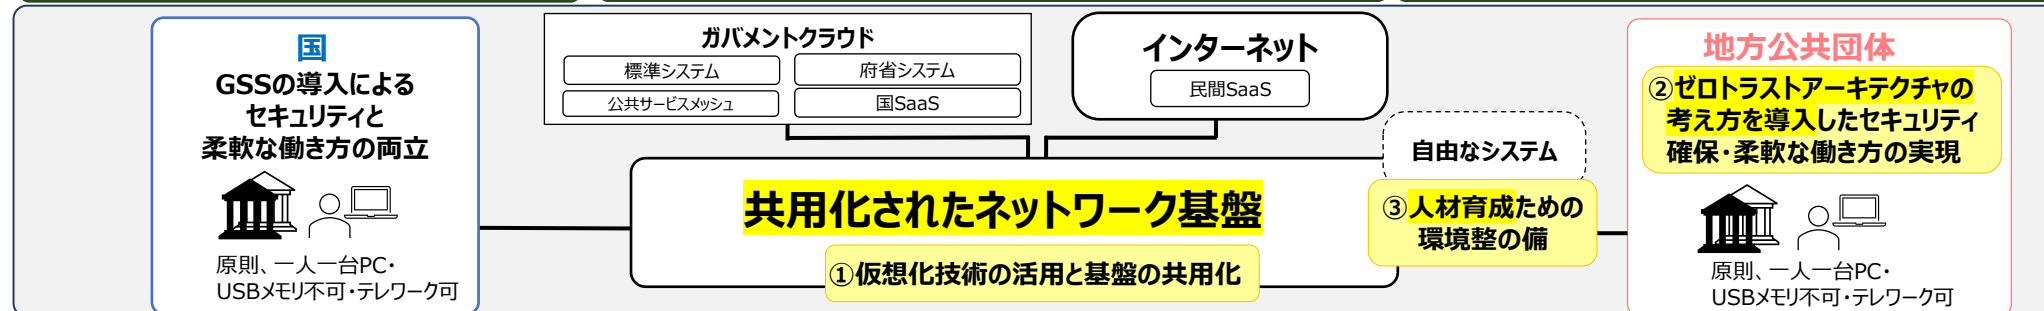 国
GSSの導入による
セキュリティと
柔軟な働き方の両立
原則、一人一台PC・
USBメモリ不可・テレワーク可
ガバメントクラウド
標準システム
府省システム
公共サービスメッシュ
国SaaS
インターネット
民間SaaS
自由なシステム
共用化されたネットワーク基盤
①仮想化技術の活用と基盤の共用化
③人材育成ための
環境整の備
地方公共団体
②ゼロトラストアーキテクチャの
考え方を導入したセキュリティ
確保・柔軟な働き方の実現
原則、一人一台PC・
USBメモリ不可・テレワーク可